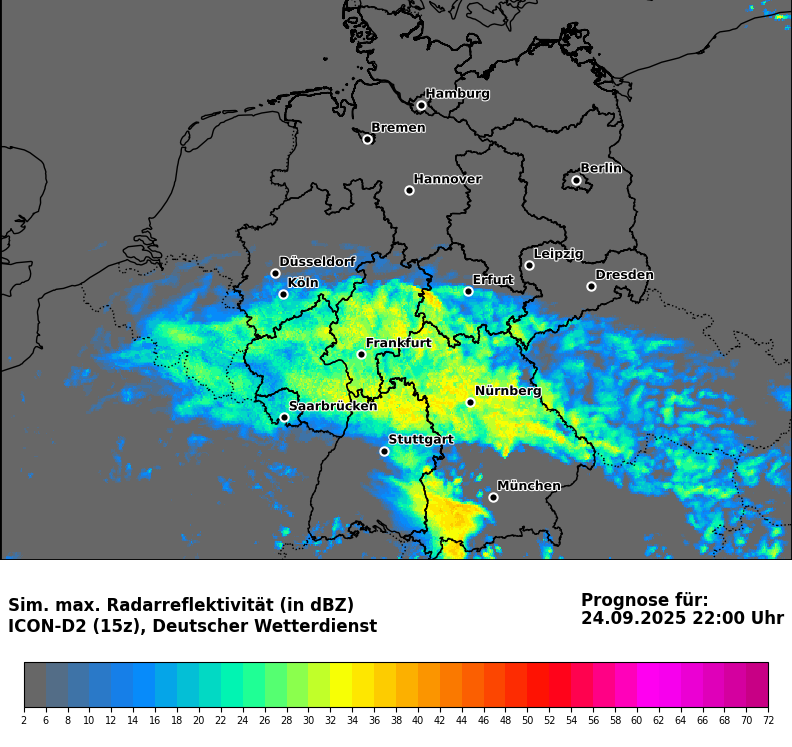 Hamburg
Bremen
Berlin
Hannover
Leipzig
Düsseldorf
Dresden
Köln
Erfurt
Frankfurt
Nürnberg
Saarbrücken
Stuttgart
München
Sim. max. Radarreflektivität (in dBZ)
ICON-D2 (15z), Deutscher Wetterdienst
Prognose für:
24.09.2025 22:00 Uhr
2 6 8 10 12 14 16 18 20 22 24 26 28 30 32 34 36 38 40 42 44 46 48 50 52 54 56 58 60 62 64 66 70 72